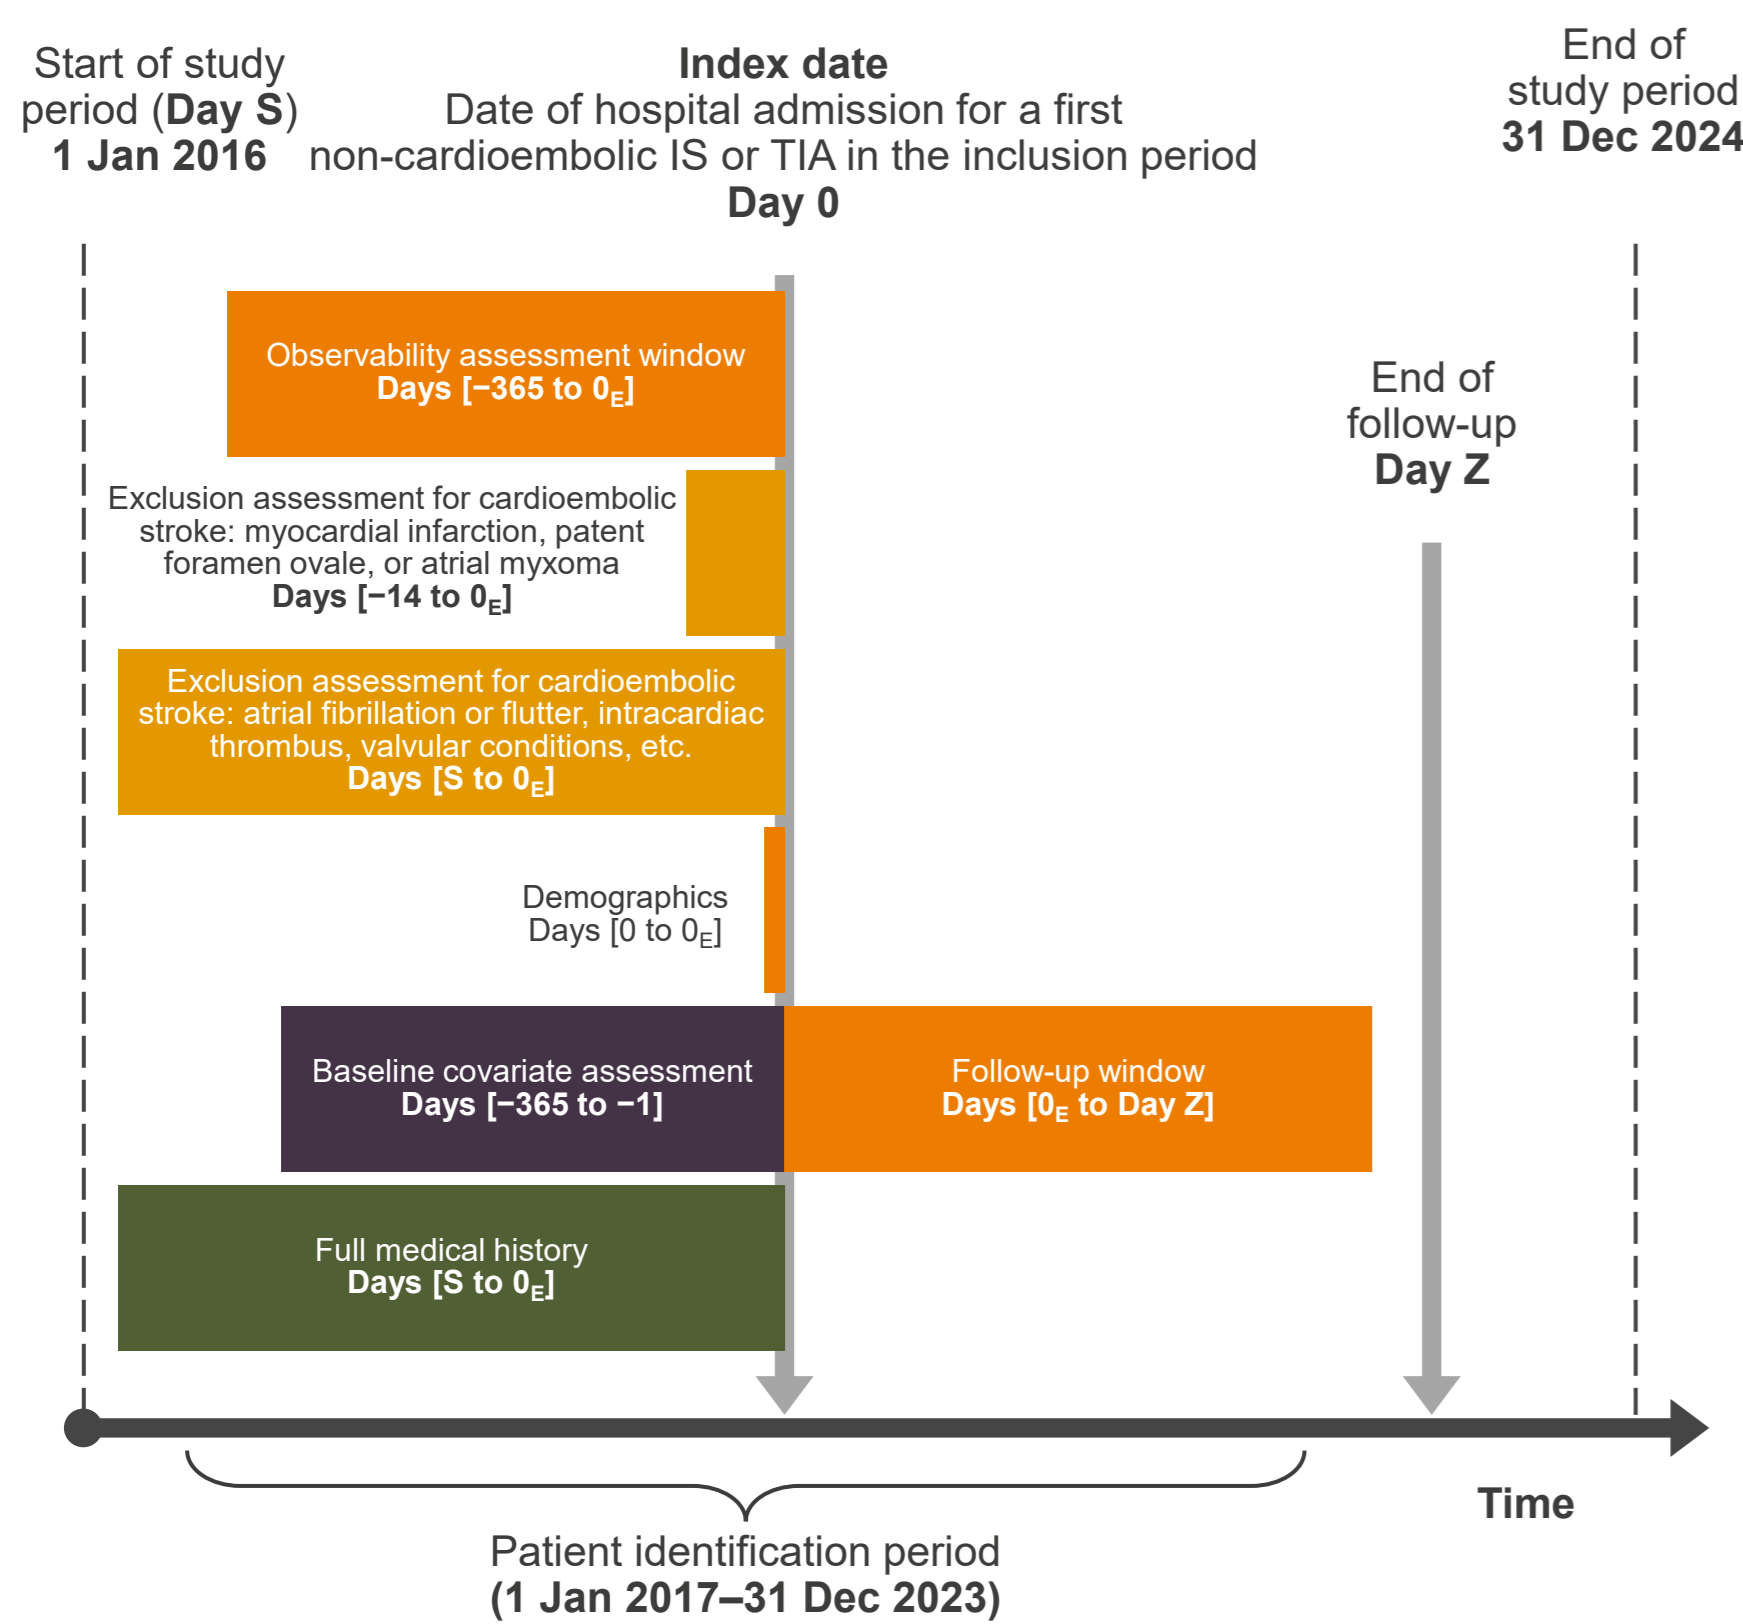 Start of study
period (Day S)
1 Jan 2016
Index date
Date of hospital admission for a first
non-cardioembolic IS or TIA in the inclusion period
Day 0
End of
study period
31 Dec 2024
Observability assessment window
Days [−365 to 0E]
End of
follow-up
Day Z
Exclusion assessment for cardioembolic
stroke: myocardial infarction, patent
foramen ovale, or atrial myxoma
Days [−14 to 0E]
Exclusion assessment for cardioembolic
stroke: atrial fibrillation or flutter, intracardiac
thrombus, valvular conditions, etc.
Days [S to 0E]
Demographics
Days [0 to 0E]
Baseline covariate assessment
Days [−365 to −1]
Follow-up window
Days [0E to Day Z]
Full medical history
Days [S to 0E]
Time
Patient identification period
(1 Jan 2017–31 Dec 2023)